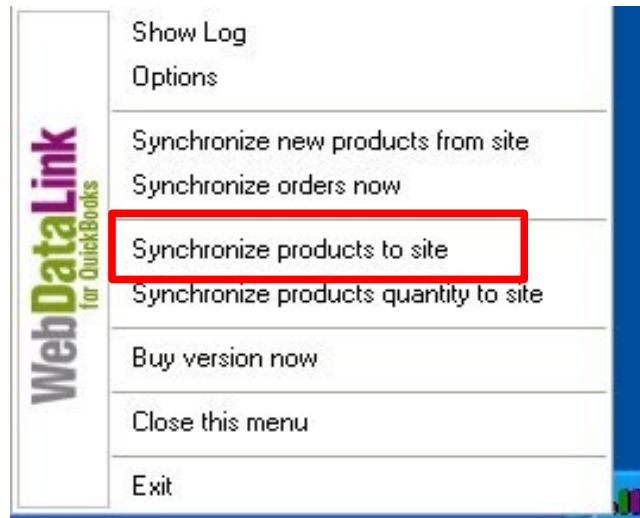 WebDataLink
for QuickBooks
Show Log
Options
Synchronize new products from site
Synchronize orders now
Synchronize products to site
Synchronize products quantity to site
Buy version now
Close this menu
Exit